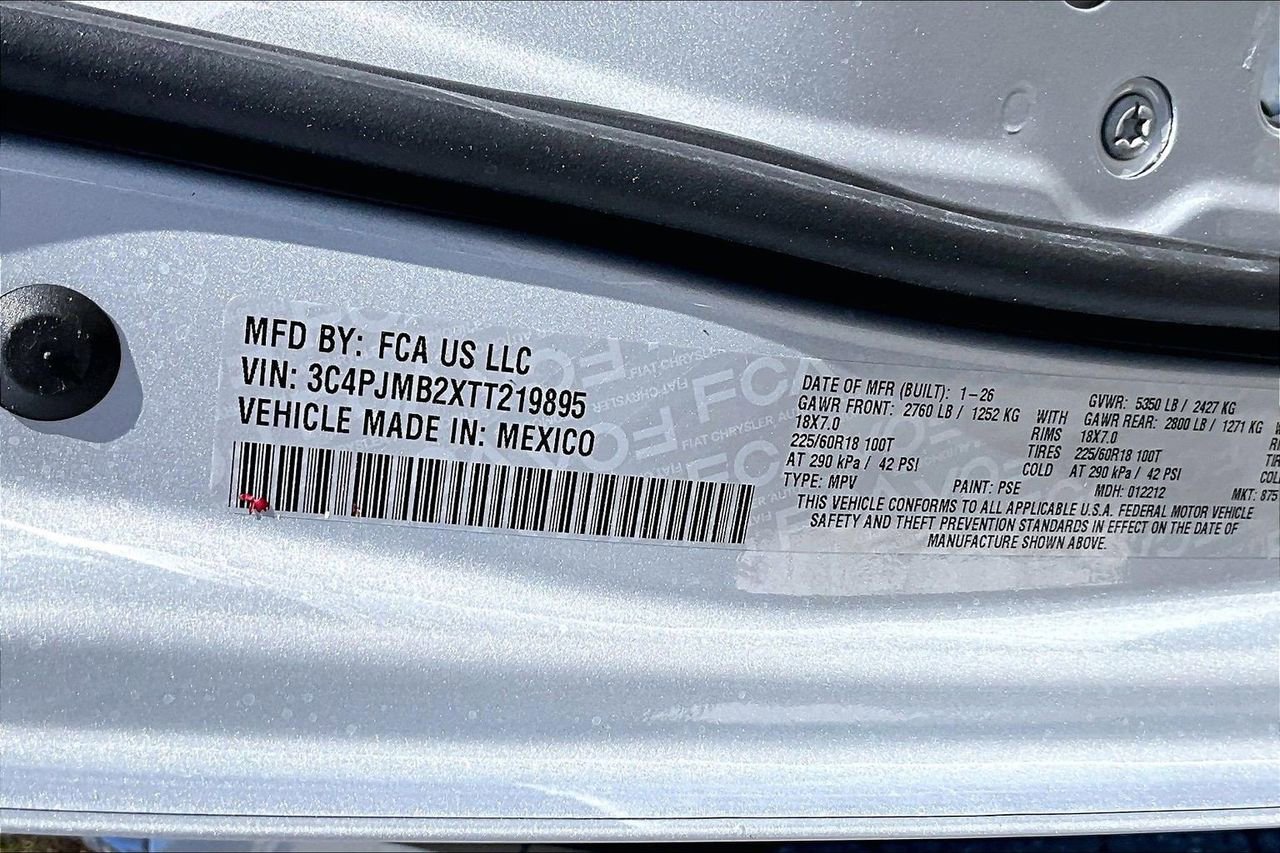 MFD BY: FCA US LLC
VIN: 3C4PJMB2XTT219895
VEHICLE MADE IN: MEXICO
DATE OF MFR (BUILT): 1-26 GVWR: 5350 LB / 2427 KG
GAWR FRONT: 2760 LB / 1252 KG WITH GAWR REAR: 2800 LB / 1271 KG
18X7.0 RIMS 18X7.0
225/60R18 100T TIRES 225/60R18 100T
AT 290 kPa / 42 PSI COLD AT 290 kPa / 42 PSI
TYPE: MPV PAINT: PSE MDH: 012212 MKT: 875
THIS VEHICLE CONFORMS TO ALL APPLICABLE U.S.A. FEDERAL MOTOR VEHICLE
SAFETY AND THEFT PREVENTION STANDARDS IN EFFECT ON THE DATE OF
MANUFACTURE SHOWN ABOVE.